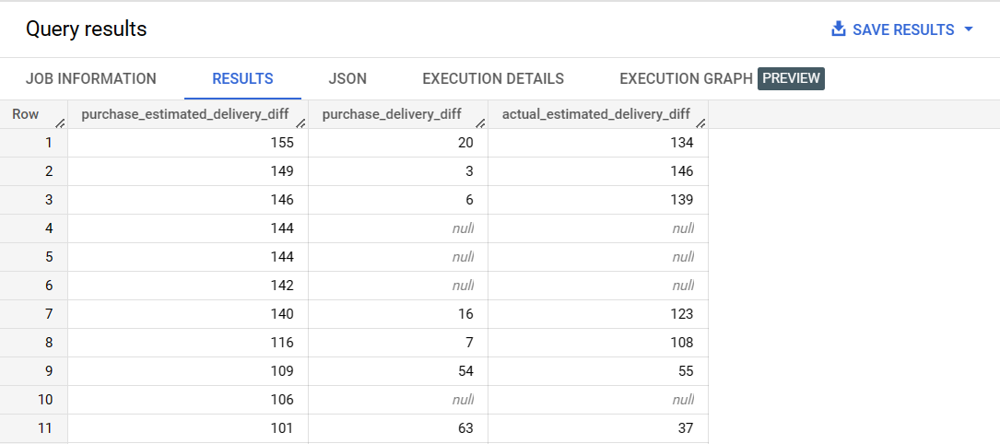 Query results
SAVE RESULTS
JOB INFORMATION RESULTS JSON EXECUTION DETAILS EXECUTION GRAPH PREVIEW
Row purchase_estimated_delivery_diff purchase_delivery_diff actual_estimated_delivery_diff
1 155 20 134
2 149 3 146
3 146 6 139
4 144 null null
5 144 null null
6 142 null null
7 140 16 123
8 116 7 108
9 109 54 55
10 106 null null
11 101 63 37